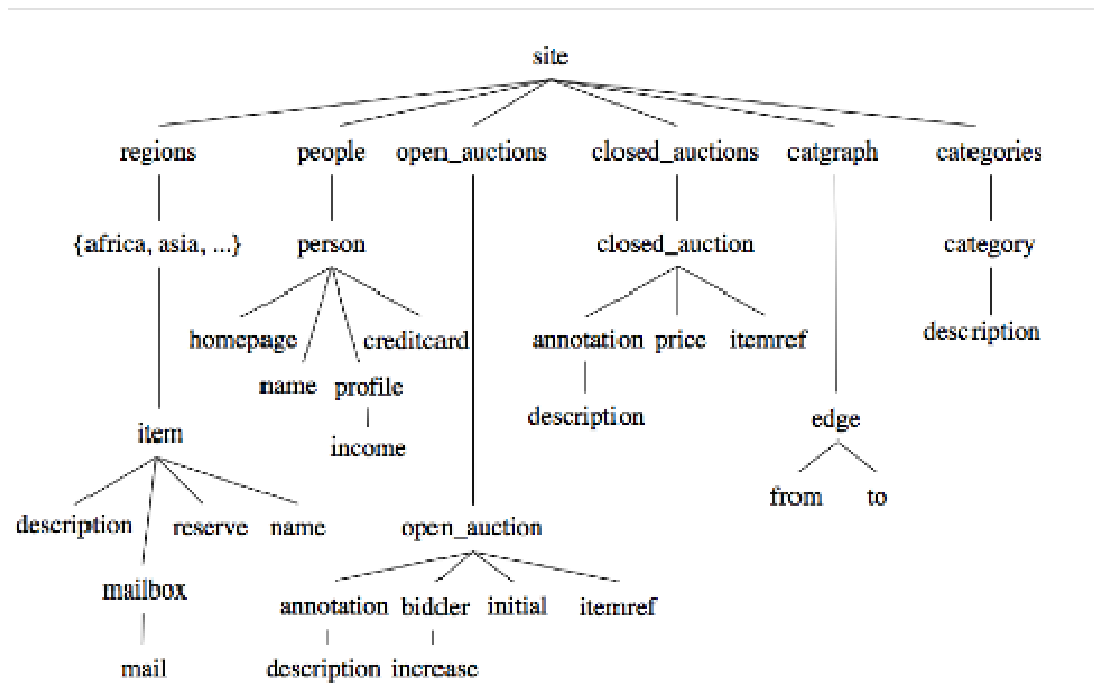 site
regions people open_auctions closed_auctions catgraph categories
{africa, asia, ...} person closed_auction category
homepage creditcard annotation price itemref description
name profile
description edge
item income
from to
description reserve name open_auction
mailbox
annotation bidder initial itemref
mail description increase